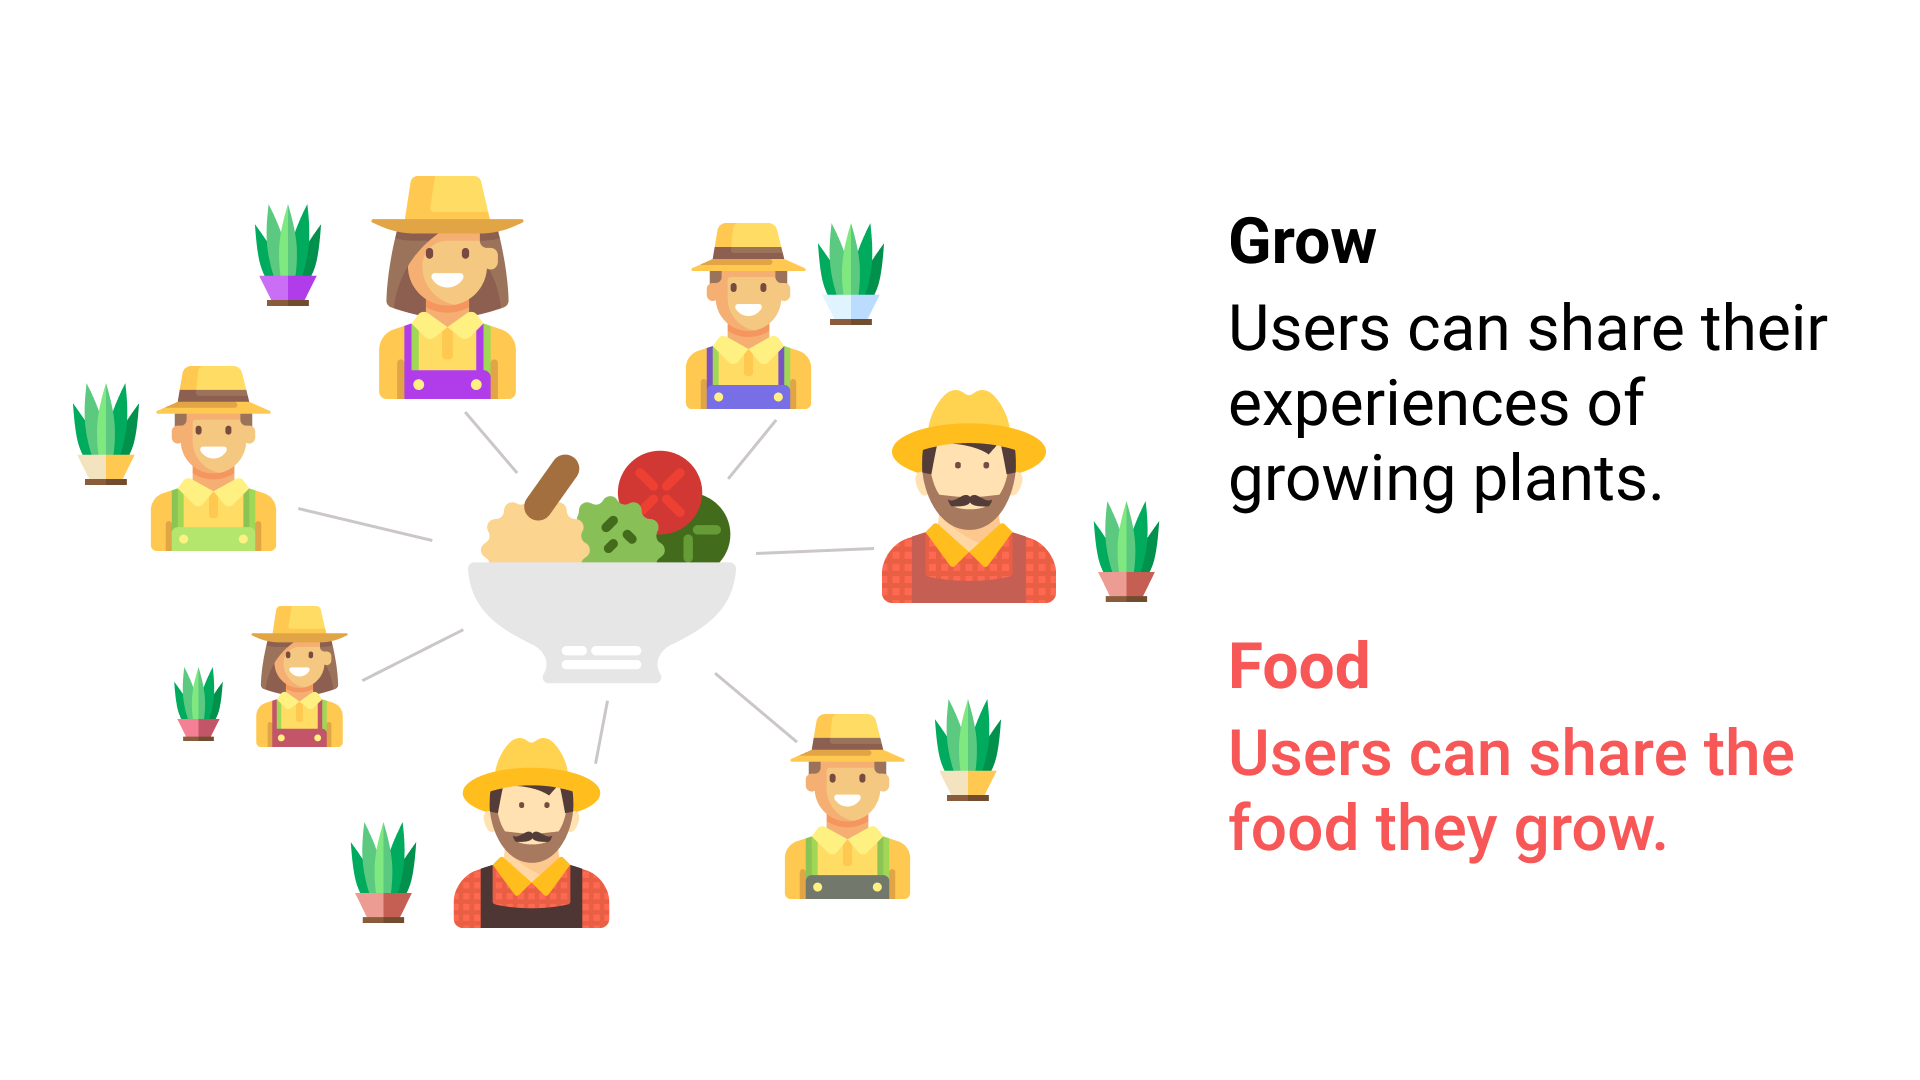 Grow
Users can share their
experiences of
growing plants.
Food
Users can share the
food they grow.